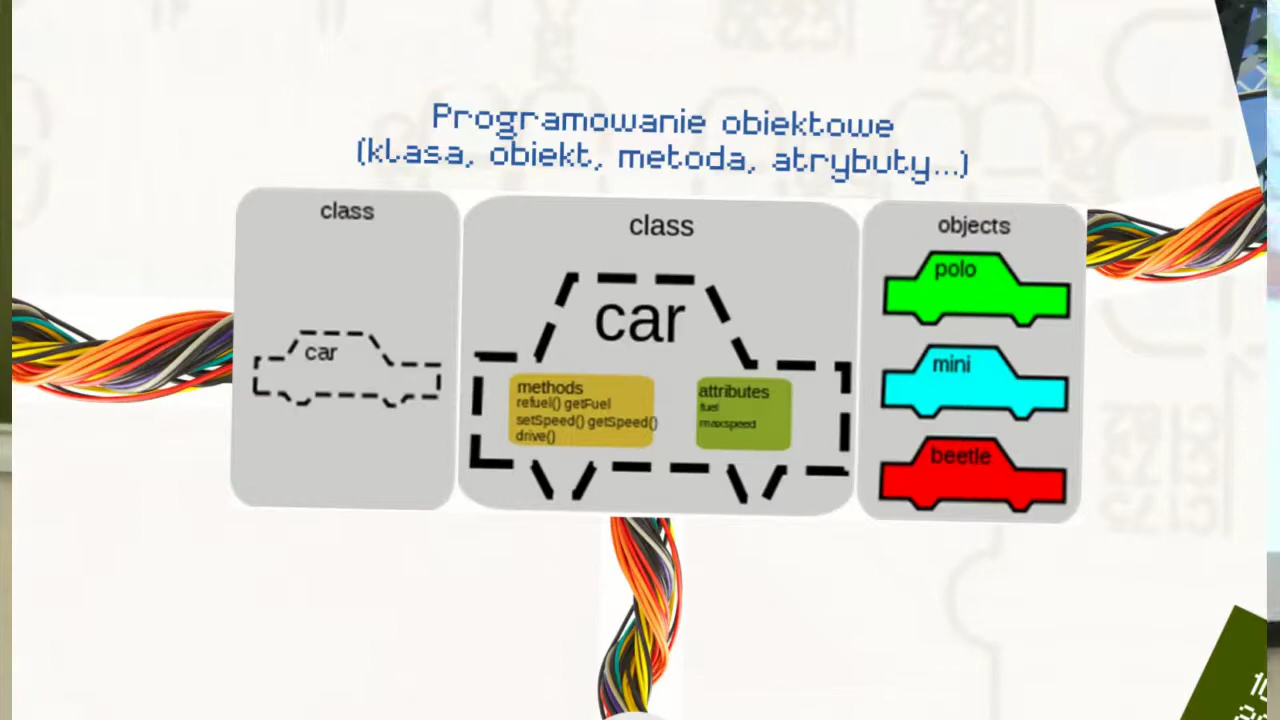 Programowanie obiektowe
(klasa, obiekt, metoda, atrybuty...)
class
car
class
car
methods
refuel() getFuel
setSpeed() getSpeed()
drive()
attributes
fuel
maxspeed
objects
polo
mini
beetle